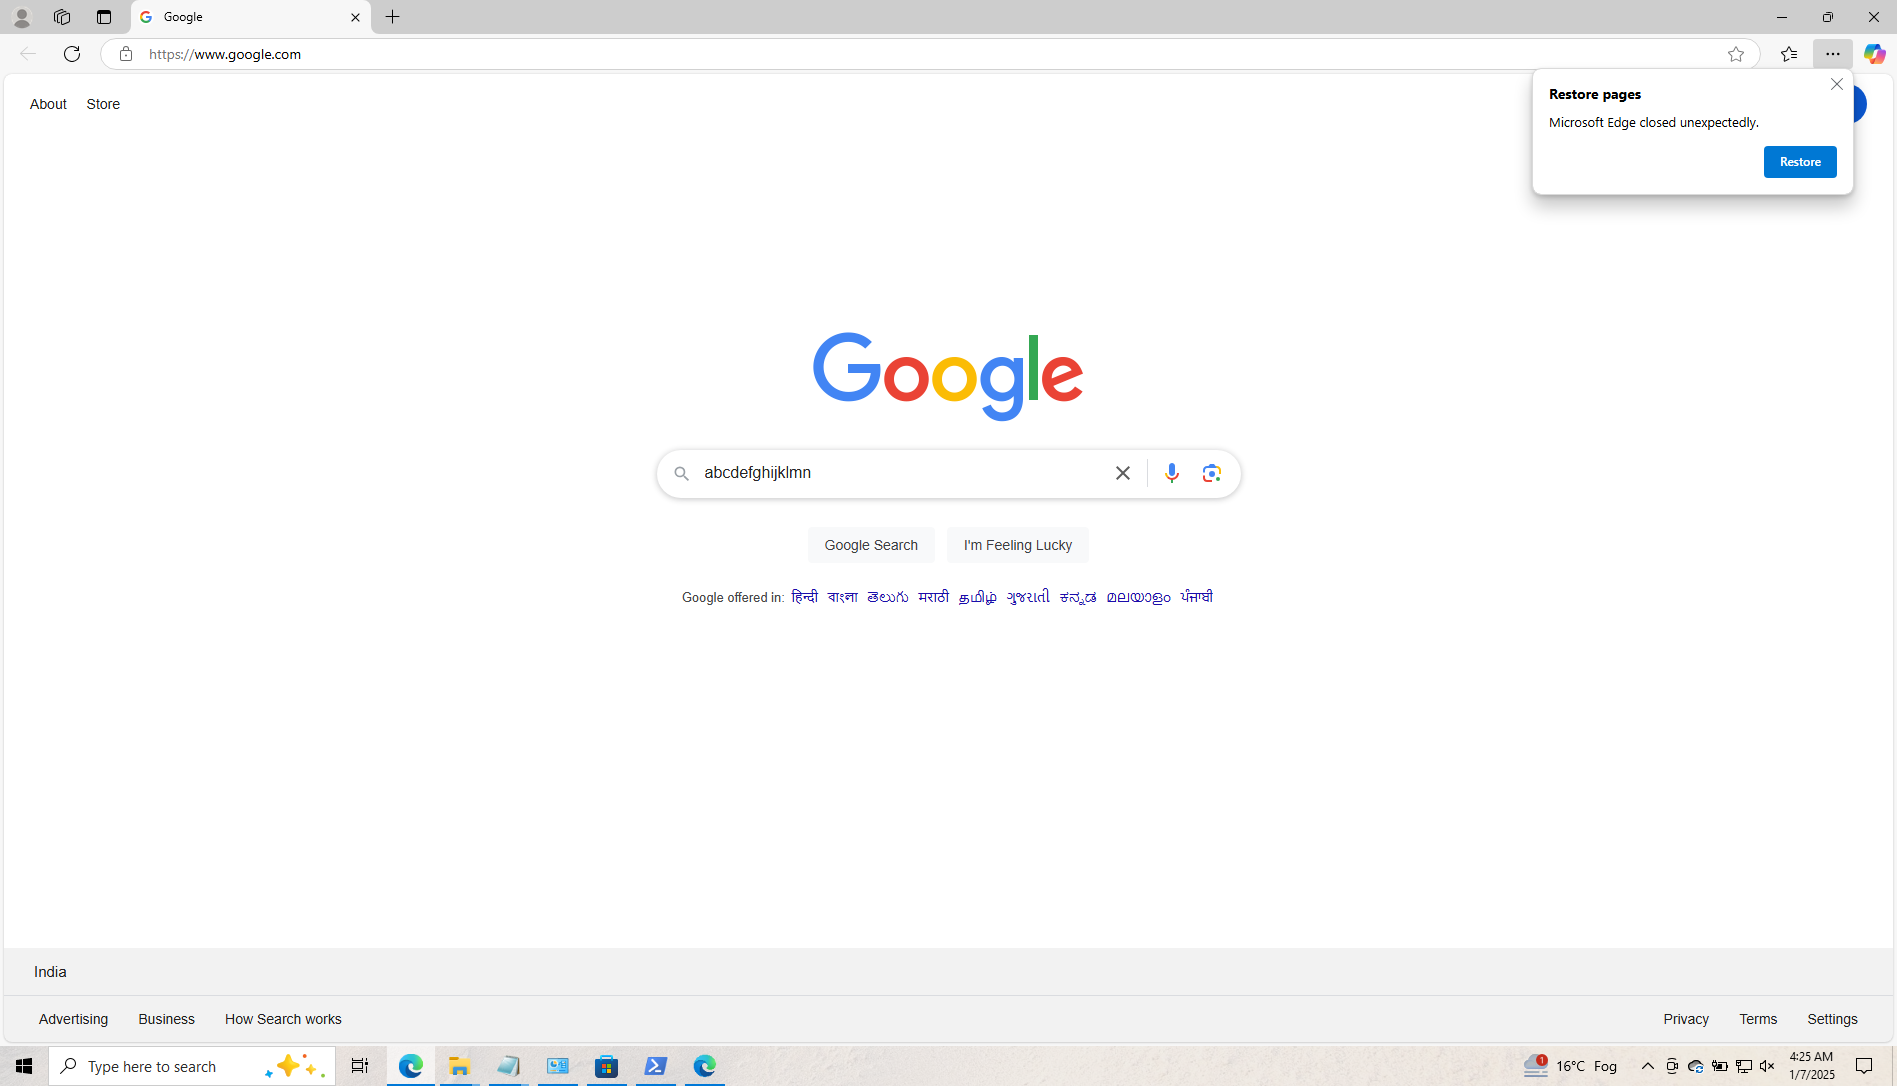 Google
https://www.google.com
About Store
Restore pages
Microsoft Edge closed unexpectedly.
Restore
Google
abcdefghijklmn
Google Search I'm Feeling Lucky
Google offered in: हिन्दी বাংলা తెలుగు मराठी தமிழ் ગુજરાતી ಕನ್ನಡ മലയാളം ਪੰਜਾਬੀ
India
Advertising Business How Search works Privacy Terms Settings
Type here to search 1 16°C Fog 4:25 AM
1/7/2025